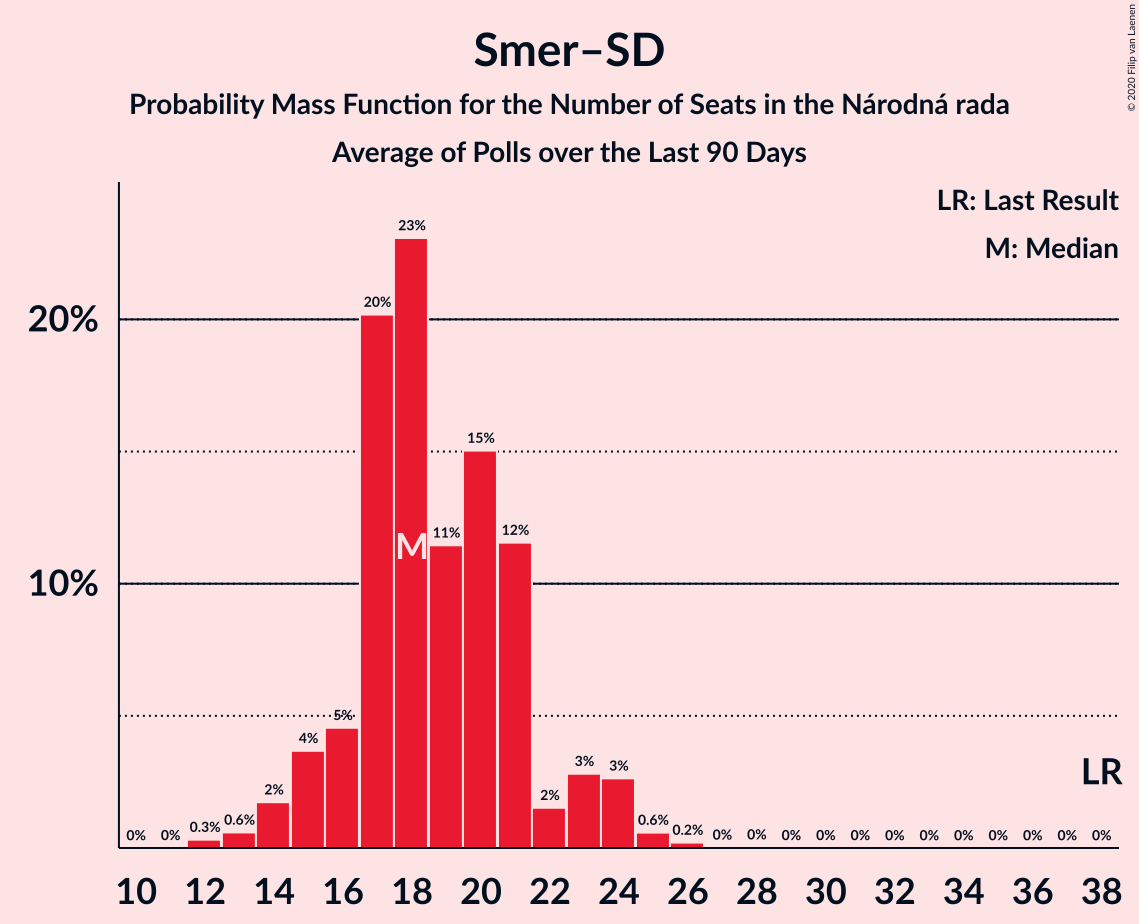 Smer–SD
Probability Mass Function for the Number of Seats in the Národná rada
Average of Polls over the Last 90 Days
© 2020 Filip van Laenen
LR: Last Result
M: Median
20%
10%
0% 0% 0.3% 0.6% 2% 4% 5% 20% 23% 11% 15% 12% 2% 3% 3% 0.6% 0.2% 0% 0% 0% 0% 0% 0% 0% 0% 0% 0% 0% 0%
M
LR
10 12 14 16 18 20 22 24 26 28 30 32 34 36 38